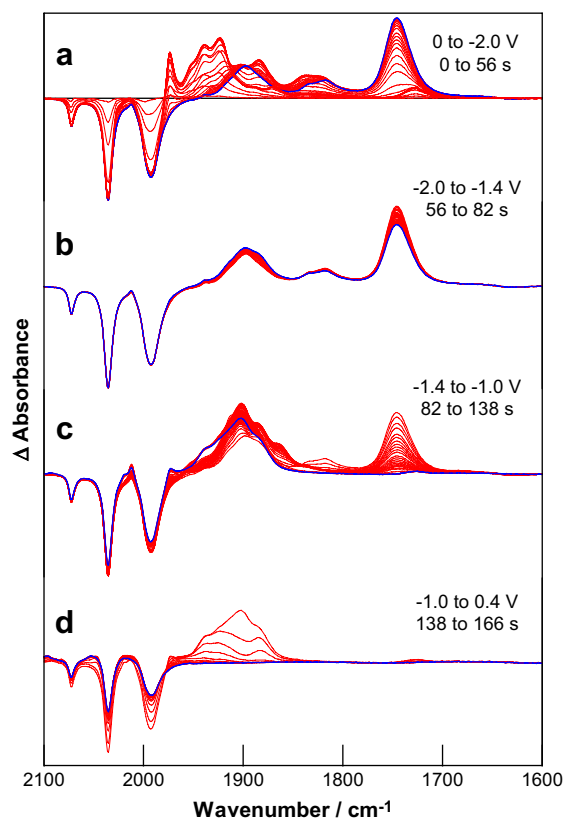 a
0 to -2.0 V
0 to 56 s
b
-2.0 to -1.4 V
56 to 82 s
c
-1.4 to -1.0 V
82 to 138 s
d
-1.0 to 0.4 V
138 to 166 s
Δ Absorbance
2100 2000 1900 1800 1700 1600
Wavenumber / cm⁻¹